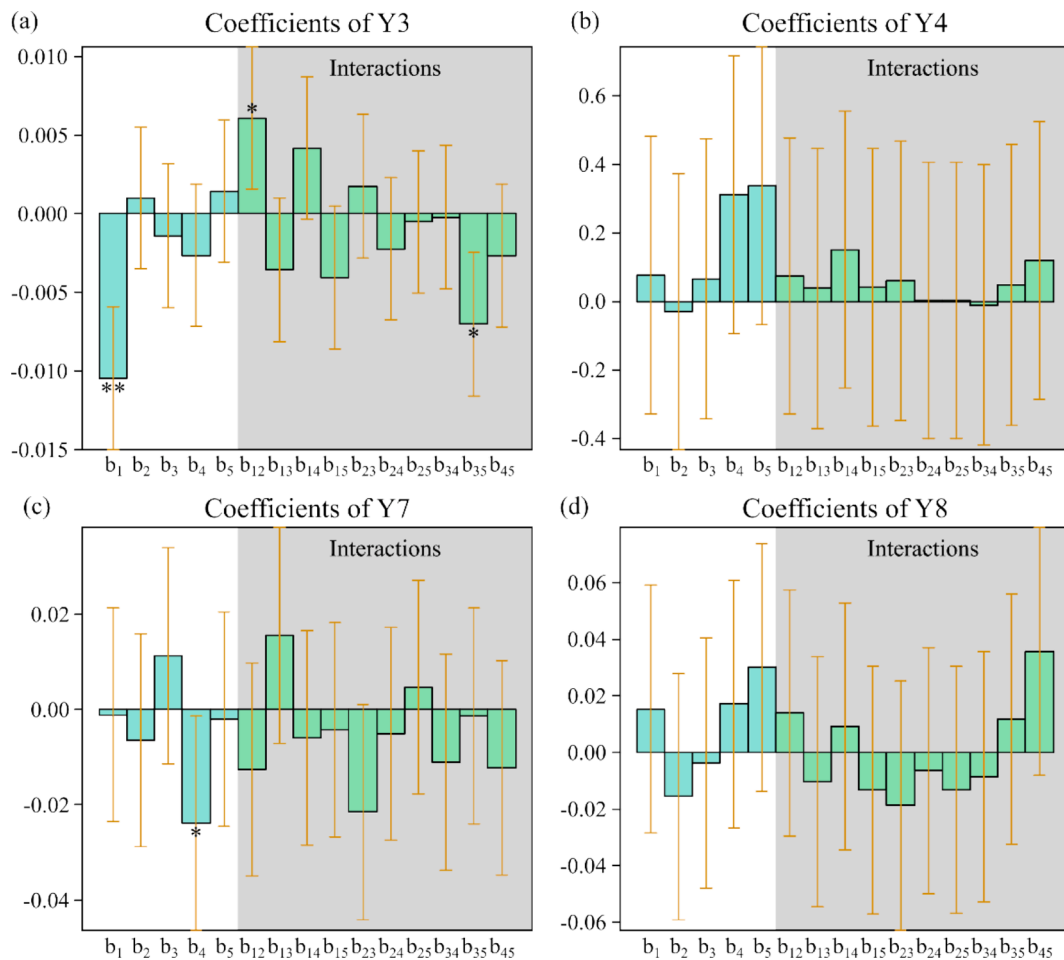 (a) Coefficients of Y3
0.010
0.005
0.000
-0.005
-0.010
-0.015
Interactions
*
**
*
b₁ b₂ b₃ b₄ b₅ b₁₂ b₁₃ b₁₄ b₁₅ b₂₃ b₂₄ b₂₅ b₃₄ b₃₅ b₄₅
(b) Coefficients of Y4
0.6
0.4
0.2
0.0
-0.2
-0.4
Interactions
b₁ b₂ b₃ b₄ b₅ b₁₂ b₁₃ b₁₄ b₁₅ b₂₃ b₂₄ b₂₅ b₃₄ b₃₅ b₄₅
(c) Coefficients of Y7
0.02
0.00
-0.02
-0.04
Interactions
*
b₁ b₂ b₃ b₄ b₅ b₁₂ b₁₃ b₁₄ b₁₅ b₂₃ b₂₄ b₂₅ b₃₄ b₃₅ b₄₅
(d) Coefficients of Y8
0.06
0.04
0.02
0.00
-0.02
-0.04
-0.06
Interactions
b₁ b₂ b₃ b₄ b₅ b₁₂ b₁₃ b₁₄ b₁₅ b₂₃ b₂₄ b₂₅ b₃₄ b₃₅ b₄₅